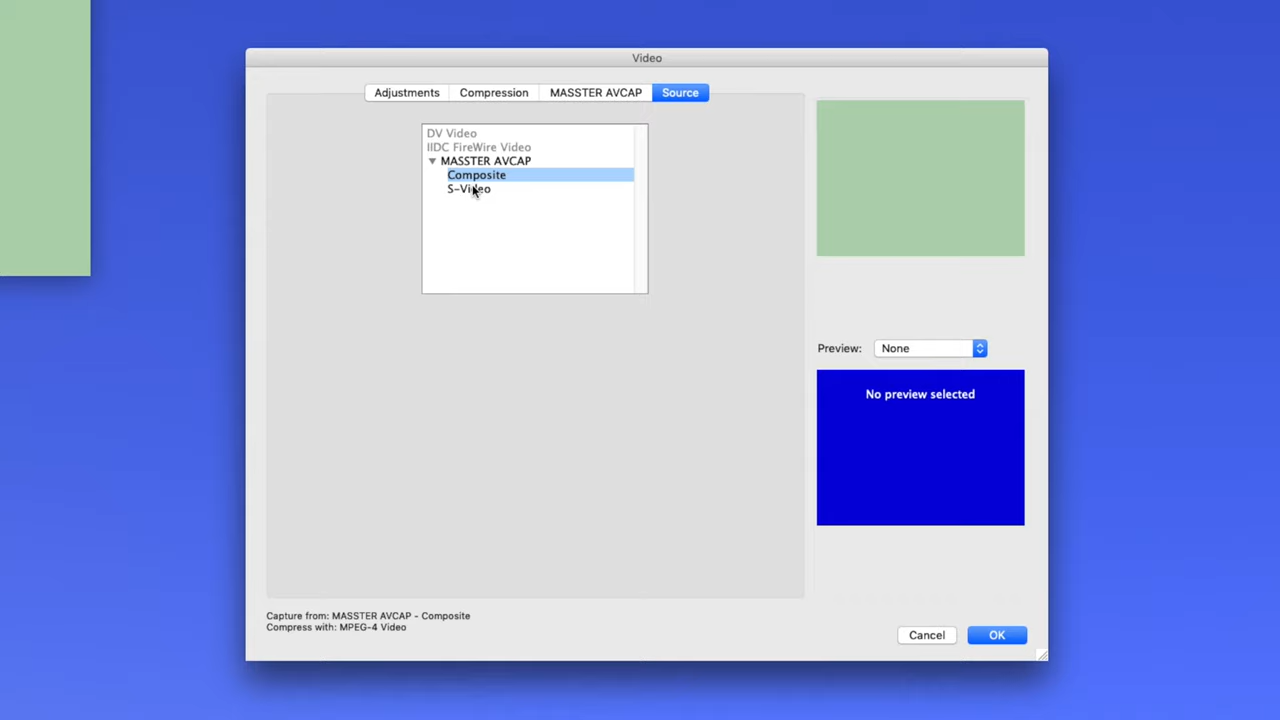 Video
Adjustments
Compression
MASSTER AVCAP
Source
DV Video
IIDC FireWire Video
MASSTER AVCAP
Composite
S-Video
Preview:
None
No preview selected
Capture from: MASSTER AVCAP - Composite
Compress with: MPEG-4 Video
Cancel
OK